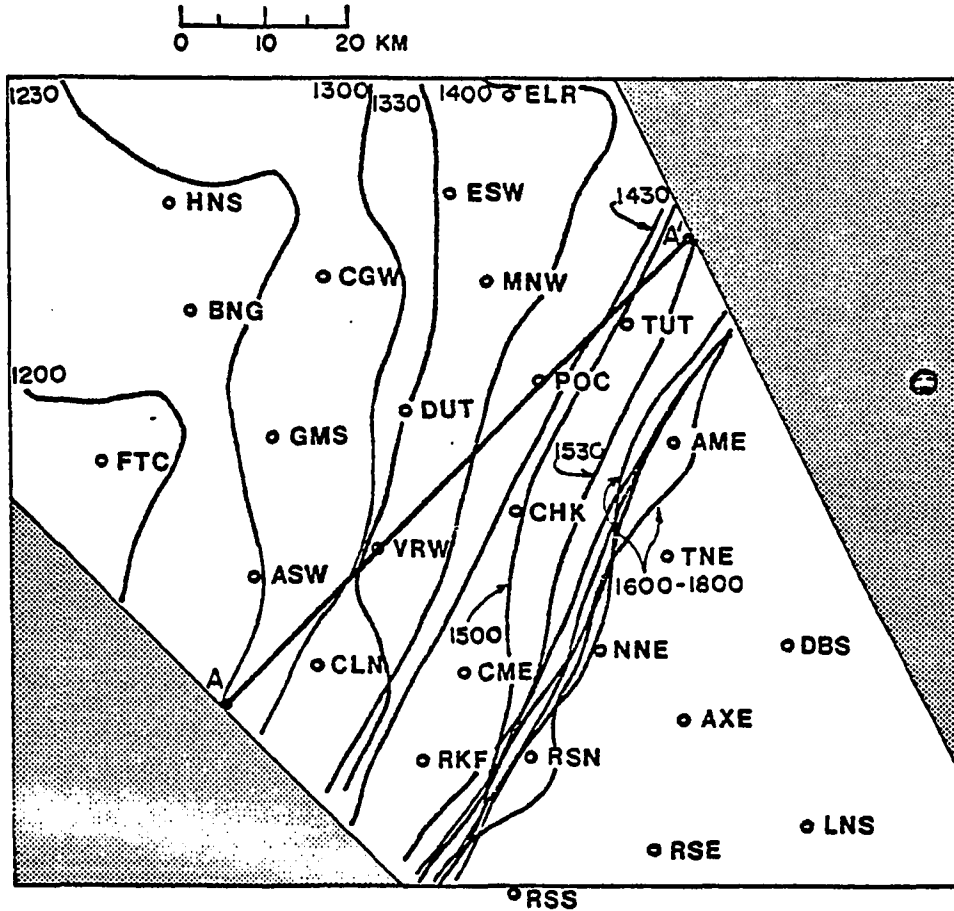 0 10 20 KM
1230 1300 1330 1400 ELR
HNS ESW 1430
A'
CGW MNW
BNG TUT
1200 POC
DUT
GMS AME
FTC 1530
CHK
VRW TNE
ASW 1600-1800
1500 NNE DBS
A CLN CME
AXE
RKF RSN
LNS
RSE
RSS